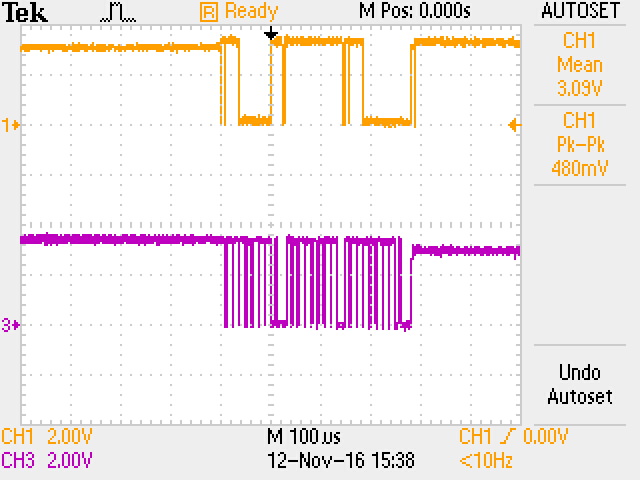 Tek R Ready M Pos: 0.000s AUTOSET
CH1
Mean
3.09V
1
CH1
Pk-Pk
480mV
3
Undo
Autoset
CH1 2.00V M 100µs CH1 0.00V
CH3 2.00V 12-Nov-16 15:38 <10Hz